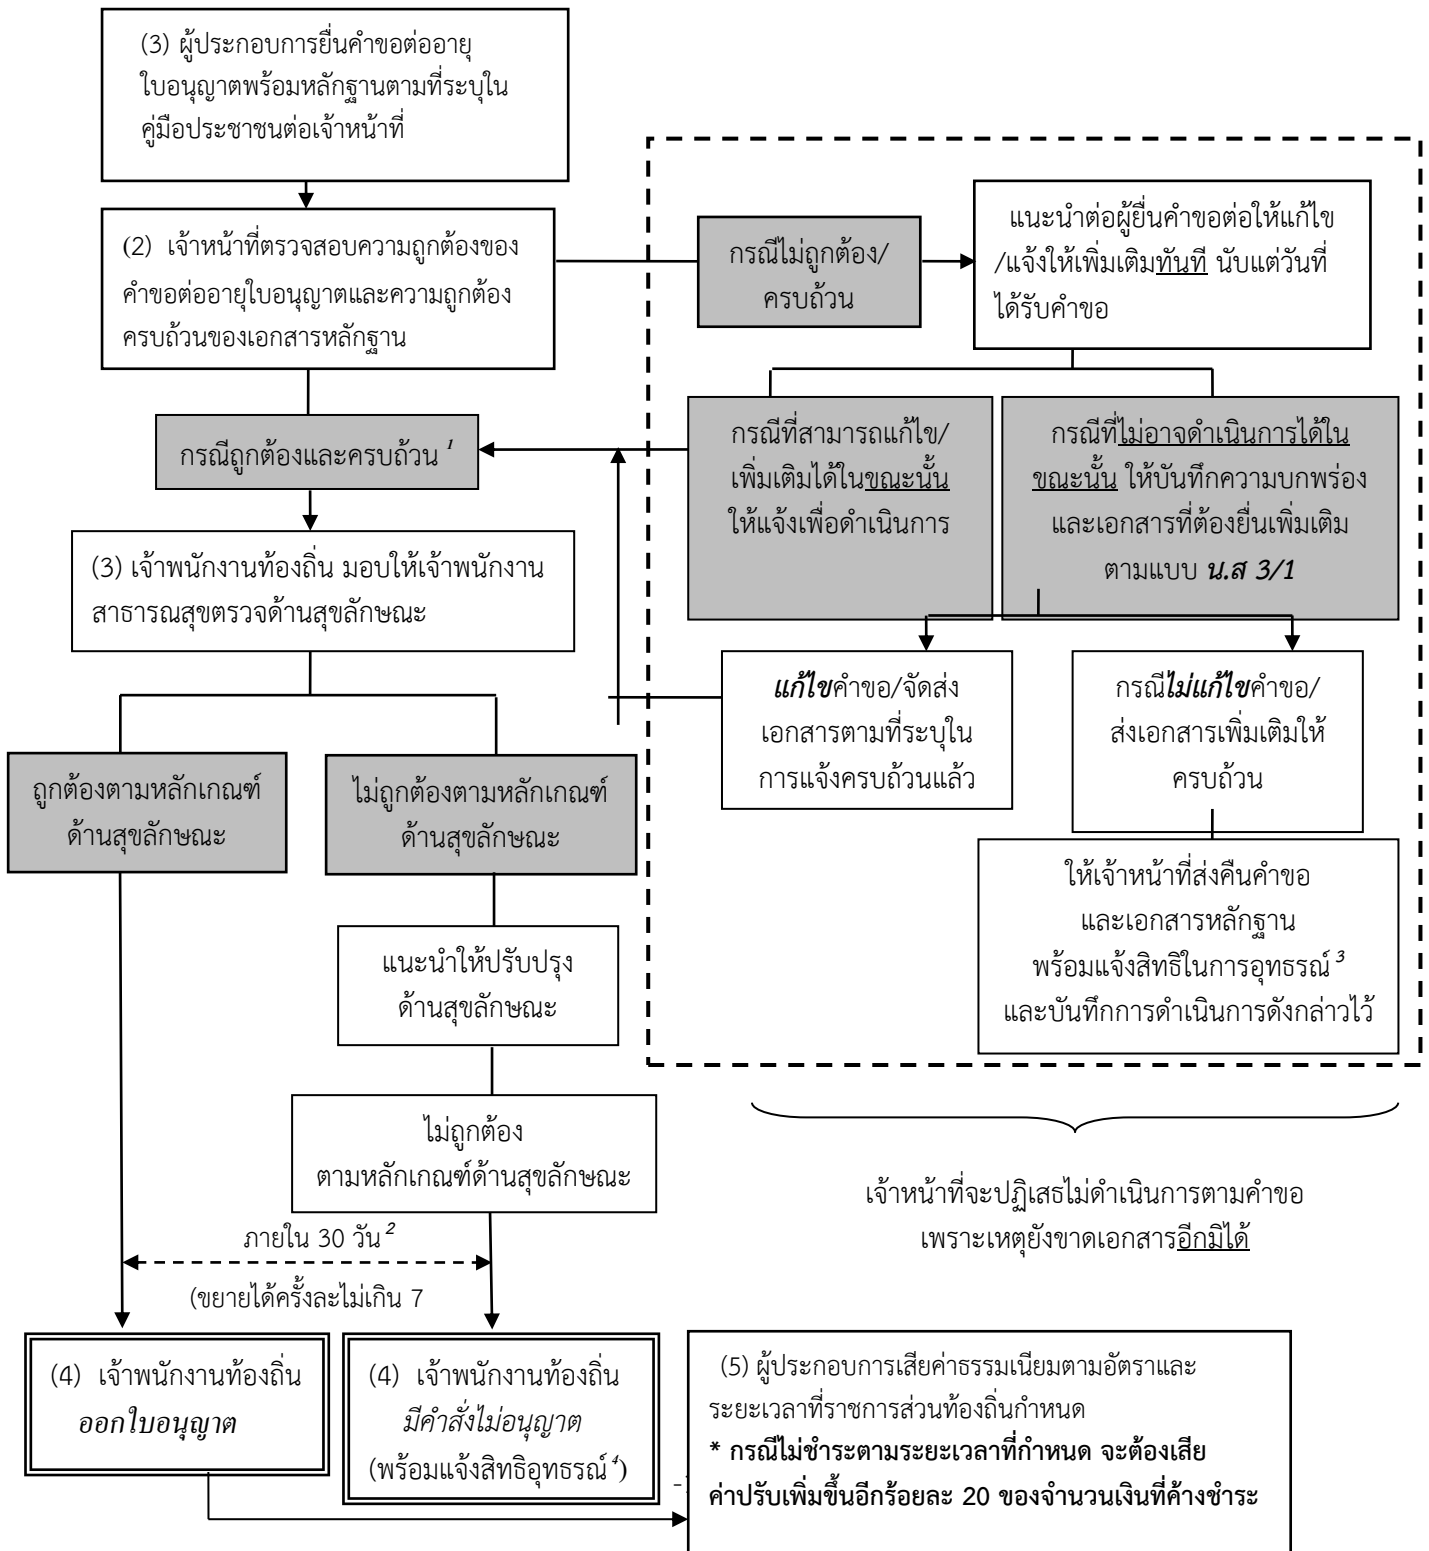 (3) ผู้ประกอบการยื่นคำขอต่ออายุ
ใบอนุญาตพร้อมหลักฐานตามที่ระบุใน
คู่มือประชาชนต่อเจ้าหน้าที่
(2) เจ้าหน้าที่ตรวจสอบความถูกต้องของ
คำขอต่ออายุใบอนุญาตและความถูกต้อง
ครบถ้วนของเอกสารหลักฐาน
กรณีไม่ถูกต้อง/
ครบถ้วน
แนะนำต่อผู้ยื่นคำขอต่อให้แก้ไข
/แจ้งให้เพิ่มเติมทันที นับแต่วันที่
ได้รับคำขอ
กรณีถูกต้องและครบถ้วน ¹
กรณีที่สามารถแก้ไข/
เพิ่มเติมได้ในขณะนั้น
ให้แจ้งเพื่อดำเนินการ
กรณีที่ไม่อาจดำเนินการได้ใน
ขณะนั้น ให้บันทึกความบกพร่อง
และเอกสารที่ต้องยื่นเพิ่มเติม
ตามแบบ น.ส 3/1
(3) เจ้าพนักงานท้องถิ่น มอบให้เจ้าพนักงาน
สาธารณสุขตรวจด้านสุขลักษณะ
แก้ไขคำขอ/จัดส่ง
เอกสารตามที่ระบุใน
การแจ้งครบถ้วนแล้ว
กรณีไม่แก้ไขคำขอ/
ส่งเอกสารเพิ่มเติมให้
ครบถ้วน
ถูกต้องตามหลักเกณฑ์
ด้านสุขลักษณะ
ไม่ถูกต้องตามหลักเกณฑ์
ด้านสุขลักษณะ
ให้เจ้าหน้าที่ส่งคืนคำขอ
และเอกสารหลักฐาน
พร้อมแจ้งสิทธิในการอุทธรณ์ ³
และบันทึกการดำเนินการดังกล่าวไว้
แนะนำให้ปรับปรุง
ด้านสุขลักษณะ
ไม่ถูกต้อง
ตามหลักเกณฑ์ด้านสุขลักษณะ
เจ้าหน้าที่จะปฏิเสธไม่ดำเนินการตามคำขอ
เพราะเหตุยังขาดเอกสารอีกมิได้
ภายใน 30 วัน ²
(ขยายได้ครั้งละไม่เกิน 7
(4) เจ้าพนักงานท้องถิ่น
ออกใบอนุญาต
(4) เจ้าพนักงานท้องถิ่น
มีคำสั่งไม่อนุญาต
(พร้อมแจ้งสิทธิอุทธรณ์ ⁴)
(5) ผู้ประกอบการเสียค่าธรรมเนียมตามอัตราและ
ระยะเวลาที่ราชการส่วนท้องถิ่นกำหนด
* กรณีไม่ชำระตามระยะเวลาที่กำหนด จะต้องเสีย
ค่าปรับเพิ่มขึ้นอีกร้อยละ 20 ของจำนวนเงินที่ค้างชำระ